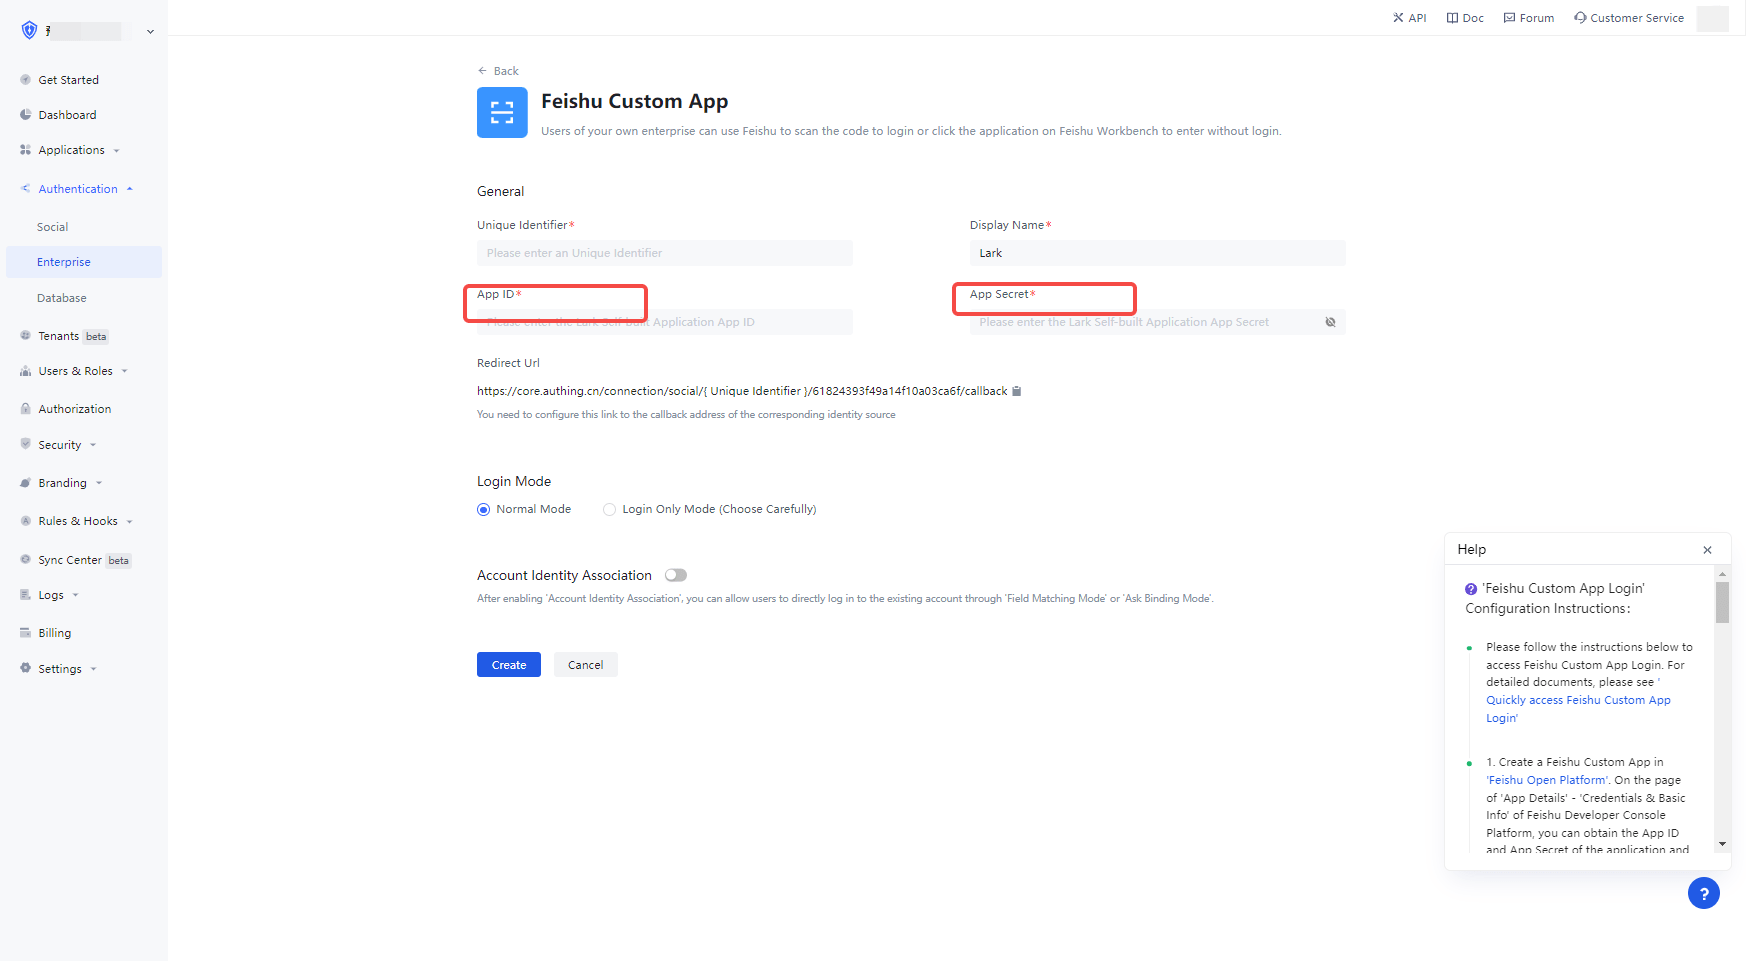 API
Doc
Forum
Customer Service
Get Started
Dashboard
Applications
Authentication
Social
Enterprise
Database
Tenants beta
Users & Roles
Authorization
Security
Branding
Rules & Hooks
Sync Center beta
Logs
Billing
Settings
Back
Feishu Custom App
Users of your own enterprise can use Feishu to scan the code to login or click the application on Feishu Workbench to enter without login.
General
Unique Identifier*
Please enter an Unique Identifier
Display Name*
Lark
App ID*
Please enter the Lark Self-built Application App ID
App Secret*
Please enter the Lark Self-built Application App Secret
Redirect Url
https://core.authing.cn/connection/social/{ Unique Identifier }/61824393f49a14f10a03ca6f/callback
You need to configure this link to the callback address of the corresponding identity source
Login Mode
Normal Mode
Login Only Mode (Choose Carefully)
Account Identity Association
After enabling 'Account Identity Association', you can allow users to directly log in to the existing account through 'Field Matching Mode' or 'Ask Binding Mode'.
Create
Cancel
Help
? 'Feishu Custom App Login'
Configuration Instructions:
Please follow the instructions below to
access Feishu Custom App Login. For
detailed documents, please see '
Quickly access Feishu Custom App
Login'
1. Create a Feishu Custom App in
'Feishu Open Platform'. On the page
of 'App Details' - 'Credentials & Basic
Info' of Feishu Developer Console
Platform, you can obtain the App ID
and App Secret of the application and
?